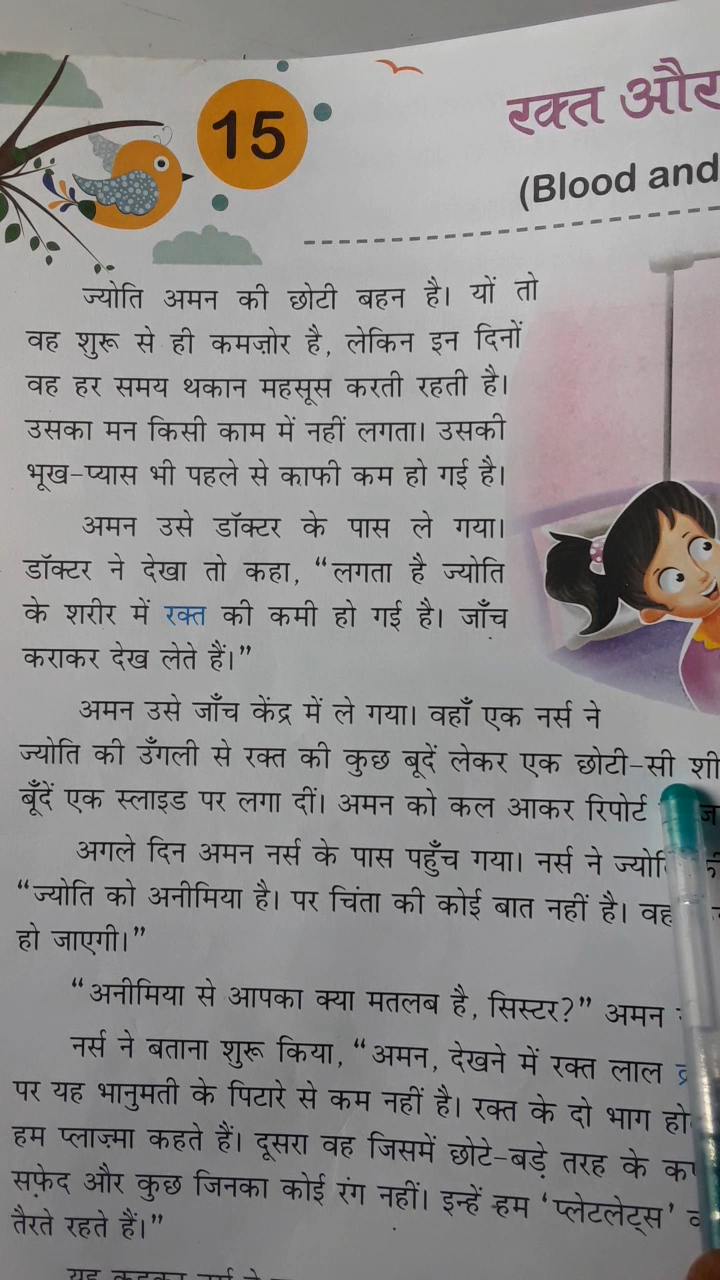 15
रक्त और
(Blood and
ज्योति अमन की छोटी बहन है। यों तो
वह शुरू से ही कमज़ोर है, लेकिन इन दिनों
वह हर समय थकान महसूस करती रहती है।
उसका मन किसी काम में नहीं लगता। उसकी
भूख-प्यास भी पहले से काफी कम हो गई है।
अमन उसे डॉक्टर के पास ले गया।
डॉक्टर ने देखा तो कहा, “लगता है ज्योति
के शरीर में रक्त की कमी हो गई है। जाँच
कराकर देख लेते हैं।”
अमन उसे जाँच केंद्र में ले गया। वहाँ एक नर्स ने
ज्योति की उँगली से रक्त की कुछ बूदें लेकर एक छोटी-सी
बूँदें एक स्लाइड पर लगा दीं। अमन को कल आकर रिपोर्ट
अगले दिन अमन नर्स के पास पहुँच गया। नर्स ने
“ज्योति को अनीमिया है। पर चिंता की कोई बात नहीं है। वह
हो जाएगी।”
“अनीमिया से आपका क्या मतलब है, सिस्टर?” अमन
नर्स ने बताना शुरू किया, “अमन, देखने में रक्त लाल
पर यह भानुमती के पिटारे से कम नहीं है। रक्त के दो भाग
हम प्लाज़्मा कहते हैं। दूसरा वह जिसमें छोटे-बड़े तरह के
सफ़ेद और कुछ जिनका कोई रंग नहीं। इन्हें हम ‘प्लेटलेट्स’
तैरते रहते हैं।”